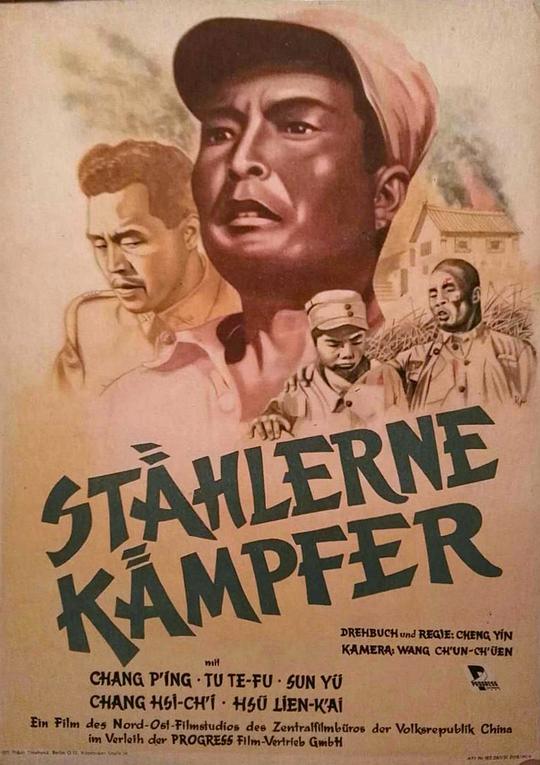 STÄHLERNE
KÄMPFER
DREHBUCH und REGIE: CHENG YIN
KAMERA: WANG CH'UN-CH'ÜEN
mit
CHANG P'ING · TU TE-FU · SUN YÜ
CHANG HSI-CH'I · HSÜ LIEN-K'AI
PROGRESS
Ein Film des Nord-Ost-Filmstudios des Zentralfilmbüros der Volksrepublik China
im Verleih der PROGRESS Film-Vertrieb GmbH